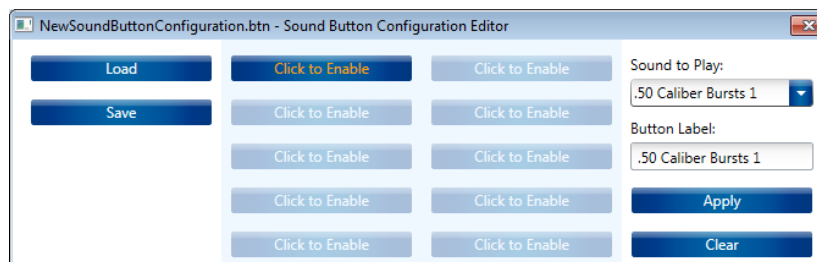 NewSoundButtonConfiguration.btn - Sound Button Configuration Editor
Load
Save
Click to Enable
Click to Enable
Click to Enable
Click to Enable
Click to Enable
Click to Enable
Click to Enable
Click to Enable
Click to Enable
Click to Enable
Sound to Play:
.50 Caliber Bursts 1
Button Label:
.50 Caliber Bursts 1
Apply
Clear